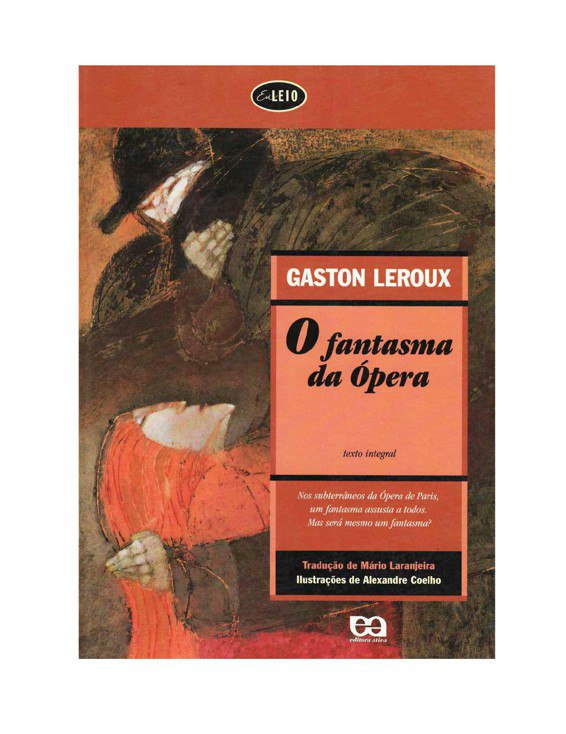 Eu LEIO
GASTON LEROUX
O fantasma
da Ópera
texto integral
Nos subterrâneos da Ópera de Paris,
um fantasma assusta a todos.
Mas será mesmo um fantasma?
Tradução de Mário Laranjeira
Ilustrações de Alexandre Coelho
editora ática